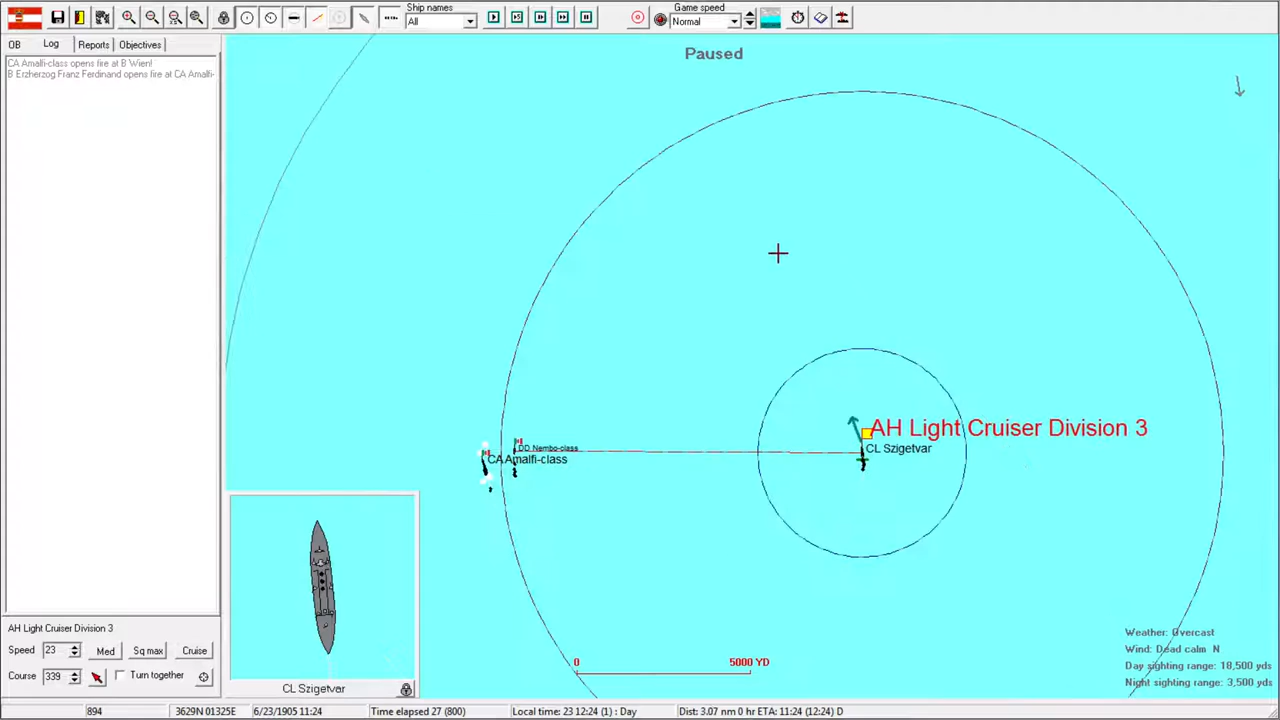 Ship names
All
Game speed
Normal
OB
Log
Reports
Objectives
CA Amalfi-class opens fire at B Wien!
B Erzherzog Franz Ferdinand opens fire at CA Amalfi-
Paused
AH Light Cruiser Division 3
CL Szigetvar
DD Nembo-class
CA Amalfi-class
0
5000 YD
Weather: Overcast
Wind: Dead calm N
Day sighting range: 18,500 yds
Night sighting range: 3,500 yds
AH Light Cruiser Division 3
Speed 23 Med Sq max Cruise
Course 339 Turn together
CL Szigetvar
894 3629N 01325E 6/23/1905 11:24 Time elapsed 27 (800) Local time: 23 12:24 (1) : Day Dist: 3.07 nm 0 hr ETA: 11:24 (12:24) D